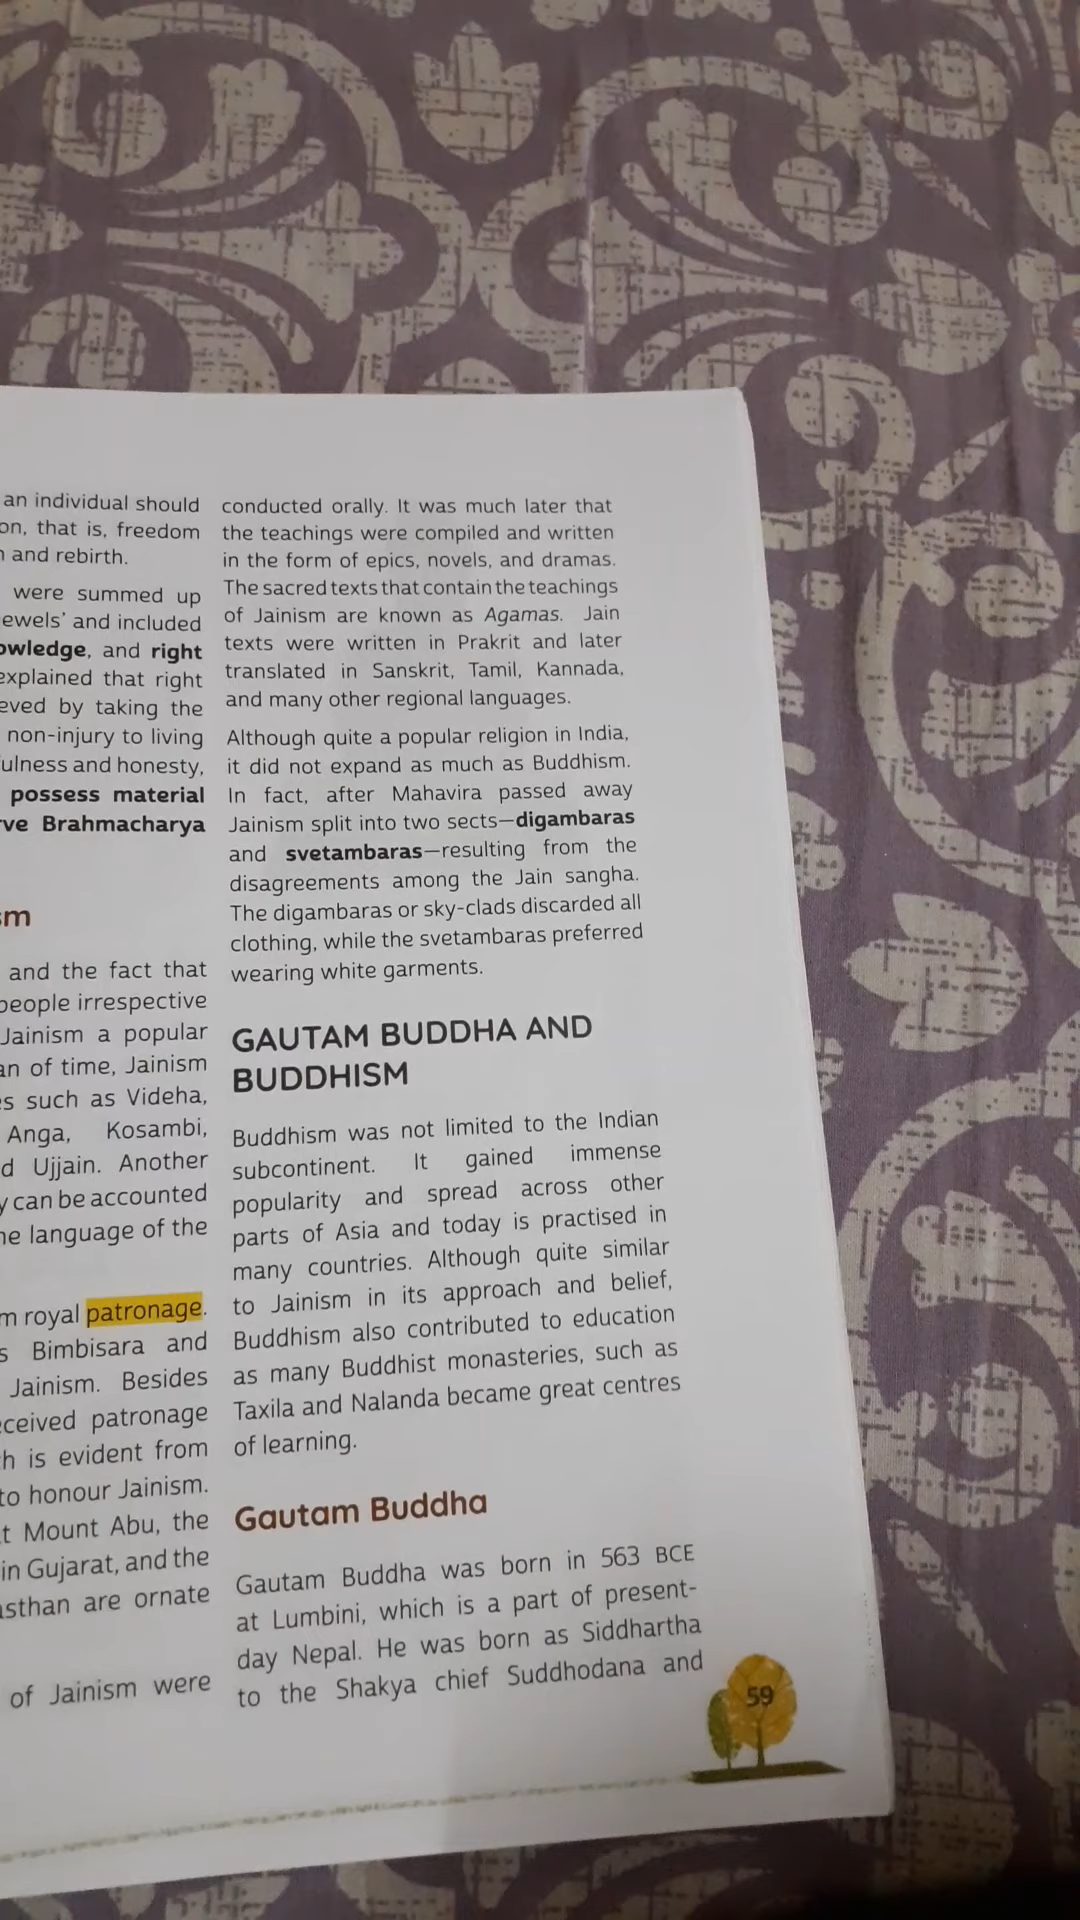 an individual should
that is, freedom
and rebirth.
were summed up
and included
and right
explained that right
by taking the
non-injury to living
and honesty,
possess material
Brahmacharya
and the fact that
people irrespective
Jainism a popular
of time, Jainism
such as Videha,
Anga, Kosambi,
Ujjain. Another
can be accounted
language of the
royal patronage.
Bimbisara and
Jainism. Besides
patronage
is evident from
to honour Jainism.
Mount Abu, the
in Gujarat, and the
are ornate
of Jainism were
conducted orally. It was much later that
the teachings were compiled and written
in the form of epics, novels, and dramas.
The sacred texts that contain the teachings
of Jainism are known as Agamas. Jain
texts were written in Prakrit and later
translated in Sanskrit, Tamil, Kannada,
and many other regional languages.
Although quite a popular religion in India,
it did not expand as much as Buddhism.
In fact, after Mahavira passed away
Jainism split into two sects—digambaras
and svetambaras—resulting from the
disagreements among the Jain sangha.
The digambaras or sky-clads discarded all
clothing, while the svetambaras preferred
wearing white garments.
GAUTAM BUDDHA AND
BUDDHISM
Buddhism was not limited to the Indian
subcontinent. It gained immense
popularity and spread across other
parts of Asia and today is practised in
many countries. Although quite similar
to Jainism in its approach and belief,
Buddhism also contributed to education
as many Buddhist monasteries, such as
Taxila and Nalanda became great centres
of learning.
Gautam Buddha
Gautam Buddha was born in 563 BCE
at Lumbini, which is a part of present-
day Nepal. He was born as Siddhartha
to the Shakya chief Suddhodana and
59